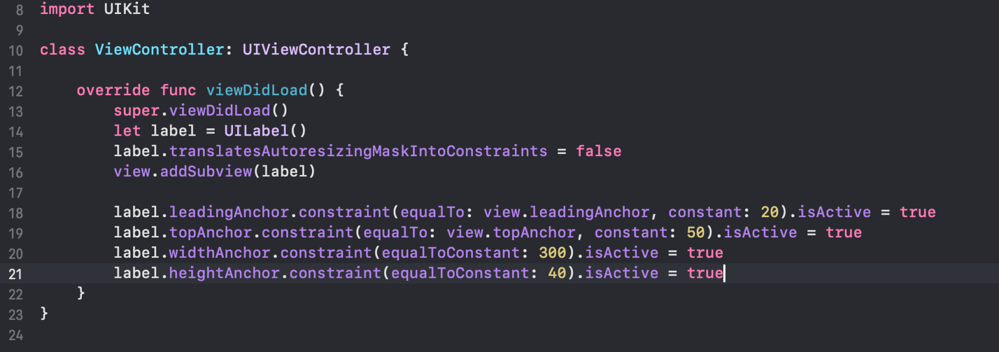 8 import UIKit
9
10 class ViewController: UIViewController {
11
12     override func viewDidLoad() {
13         super.viewDidLoad()
14         let label = UILabel()
15         label.translatesAutoresizingMaskIntoConstraints = false
16         view.addSubview(label)
17
18         label.leadingAnchor.constraint(equalTo: view.leadingAnchor, constant: 20).isActive = true
19         label.topAnchor.constraint(equalTo: view.topAnchor, constant: 50).isActive = true
20         label.widthAnchor.constraint(equalToConstant: 300).isActive = true
21         label.heightAnchor.constraint(equalToConstant: 40).isActive = true
22     }
23 }
24